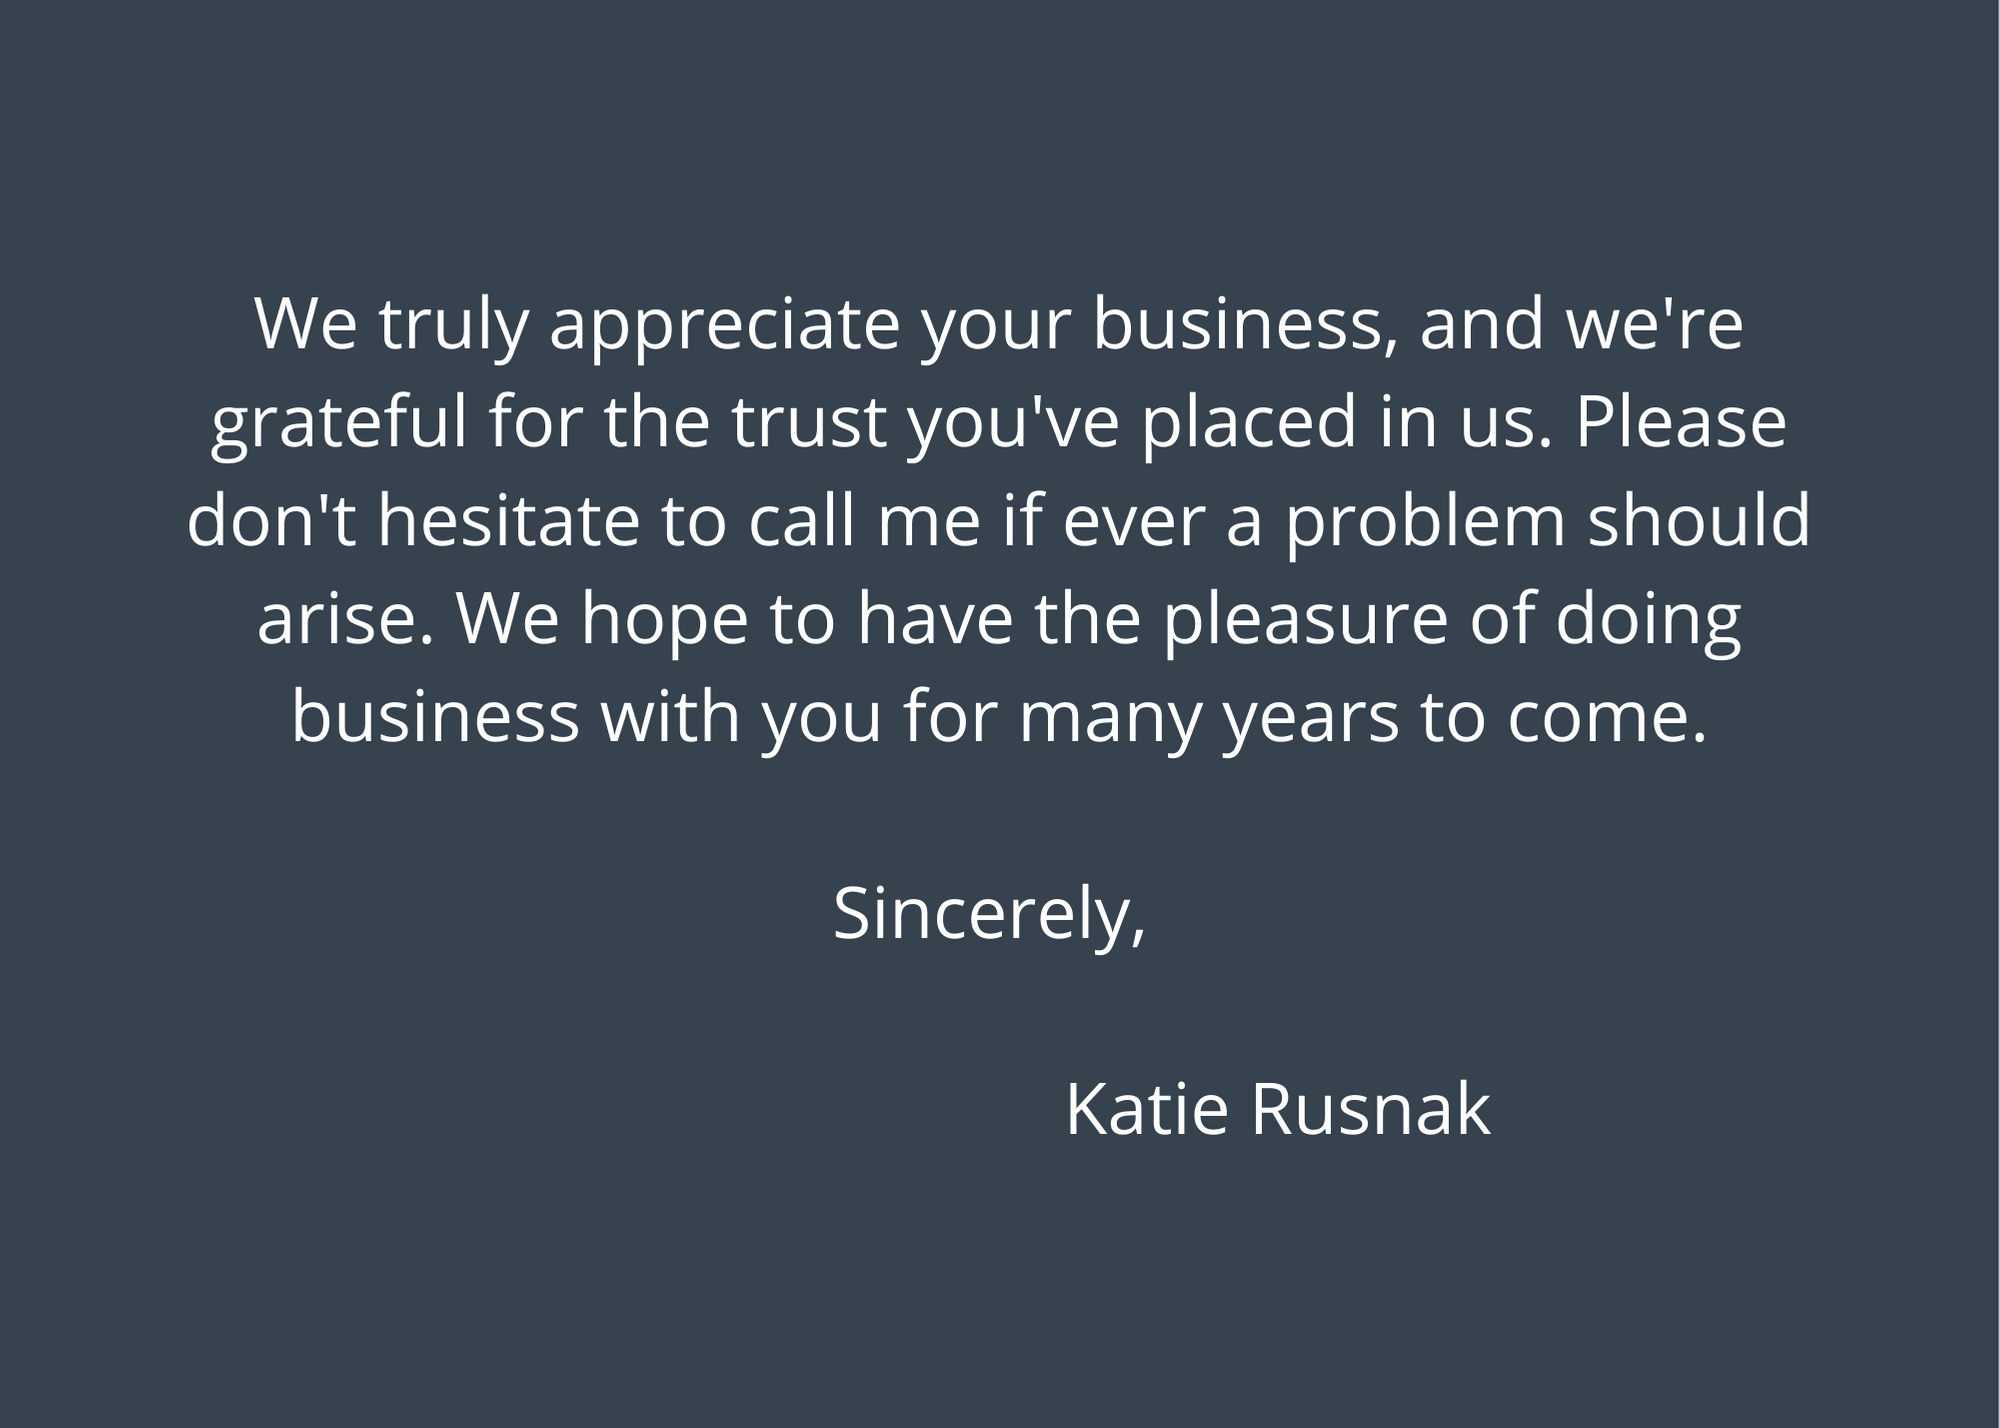 We truly appreciate your business, and we're
grateful for the trust you've placed in us. Please
don't hesitate to call me if ever a problem should
arise. We hope to have the pleasure of doing
business with you for many years to come.
Sincerely,
Katie Rusnak